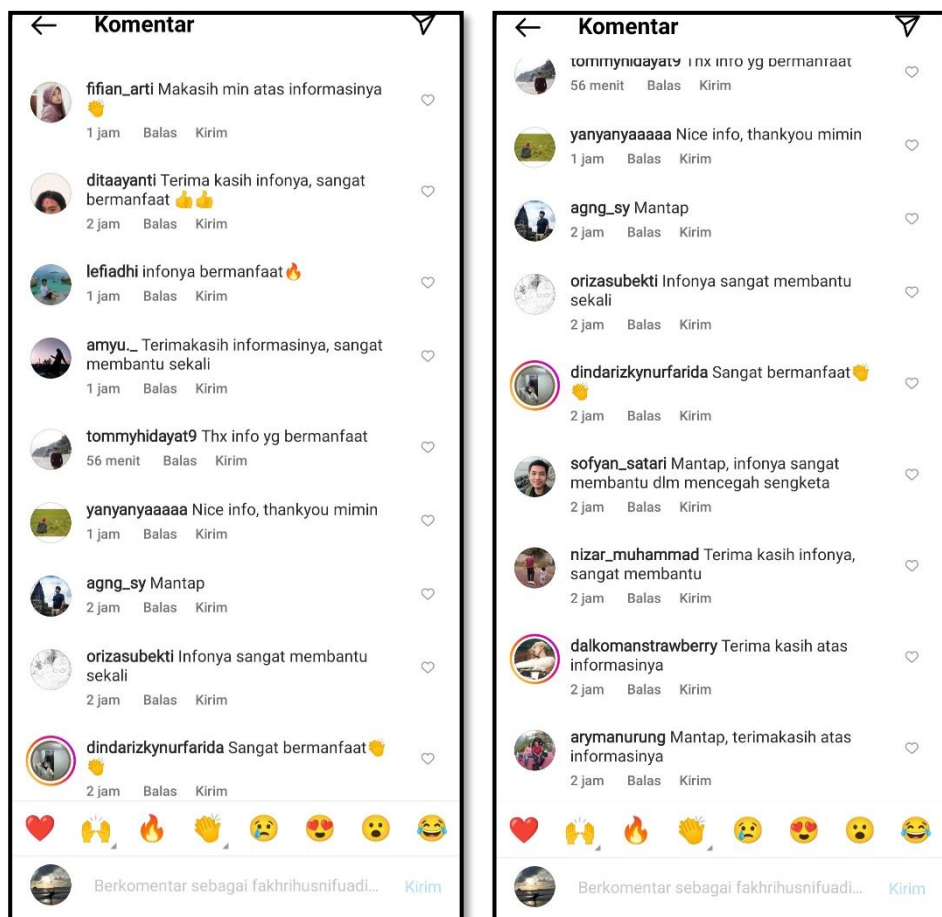 Komentar
fifian_arti Makasih min atas informasinya
👏
1 jam Balas Kirim
ditaayanti Terima kasih infonya, sangat
bermanfaat 👍👍
2 jam Balas Kirim
lefiadhi infonya bermanfaat🔥
1 jam Balas Kirim
amyu._ Terimakasih informasinya, sangat
membantu sekali
1 jam Balas Kirim
tommyhidayat9 Thx info yg bermanfaat
56 menit Balas Kirim
yanyanyaaaaa Nice info, thankyou mimin
1 jam Balas Kirim
agng_sy Mantap
2 jam Balas Kirim
orizasubekti Infonya sangat membantu
sekali
2 jam Balas Kirim
dindarizkynurfarida Sangat bermanfaat👏
👏
2 jam Balas Kirim
Berkomentar sebagai fakhrihusnifuadi... Kirim
Komentar
tommyhidayat9 Thx info yg bermanfaat
56 menit Balas Kirim
yanyanyaaaaa Nice info, thankyou mimin
1 jam Balas Kirim
agng_sy Mantap
2 jam Balas Kirim
orizasubekti Infonya sangat membantu
sekali
2 jam Balas Kirim
dindarizkynurfarida Sangat bermanfaat👏
👏
2 jam Balas Kirim
sofyan_satari Mantap, infonya sangat
membantu dlm mencegah sengketa
2 jam Balas Kirim
nizar_muhammad Terima kasih infonya,
sangat membantu
2 jam Balas Kirim
dalkomanstrawberry Terima kasih atas
informasinya
2 jam Balas Kirim
arymanurung Mantap, terimakasih atas
informasinya
2 jam Balas Kirim
Berkomentar sebagai fakhrihusnifuadi... Kirim